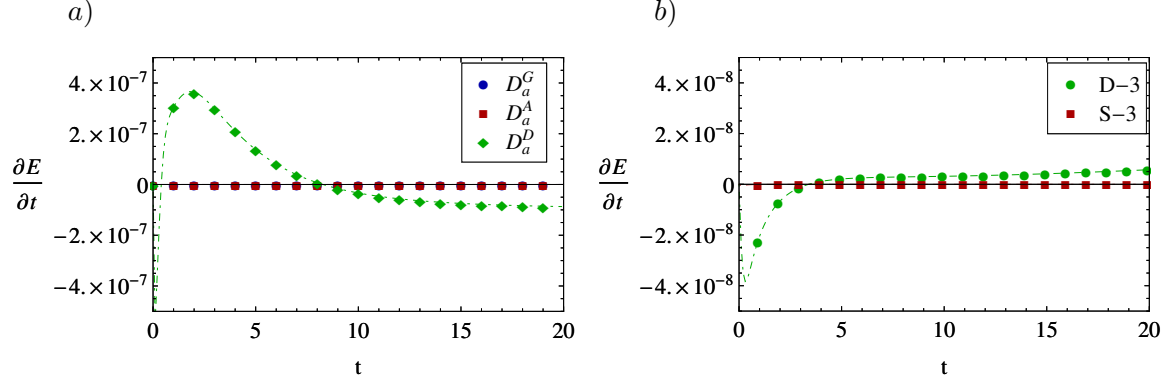 a)
4.×10⁻⁷
2.×10⁻⁷
0
−2.×10⁻⁷
−4.×10⁻⁷
∂E
∂t
0 5 10 15 20
t
D_a^G
D_a^A
D_a^D
b)
4.×10⁻⁸
2.×10⁻⁸
0
−2.×10⁻⁸
−4.×10⁻⁸
∂E
∂t
0 5 10 15 20
t
D−3
S−3